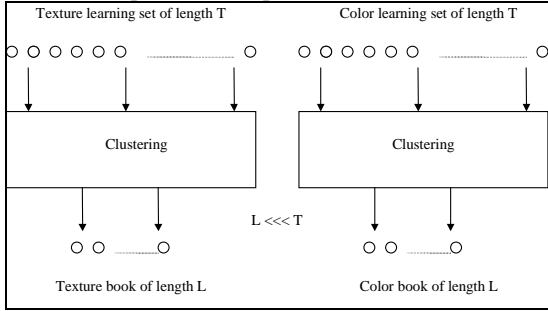 Texture learning set of length T
Color learning set of length T
Clustering
Clustering
L <<< T
Texture book of length L
Color book of length L